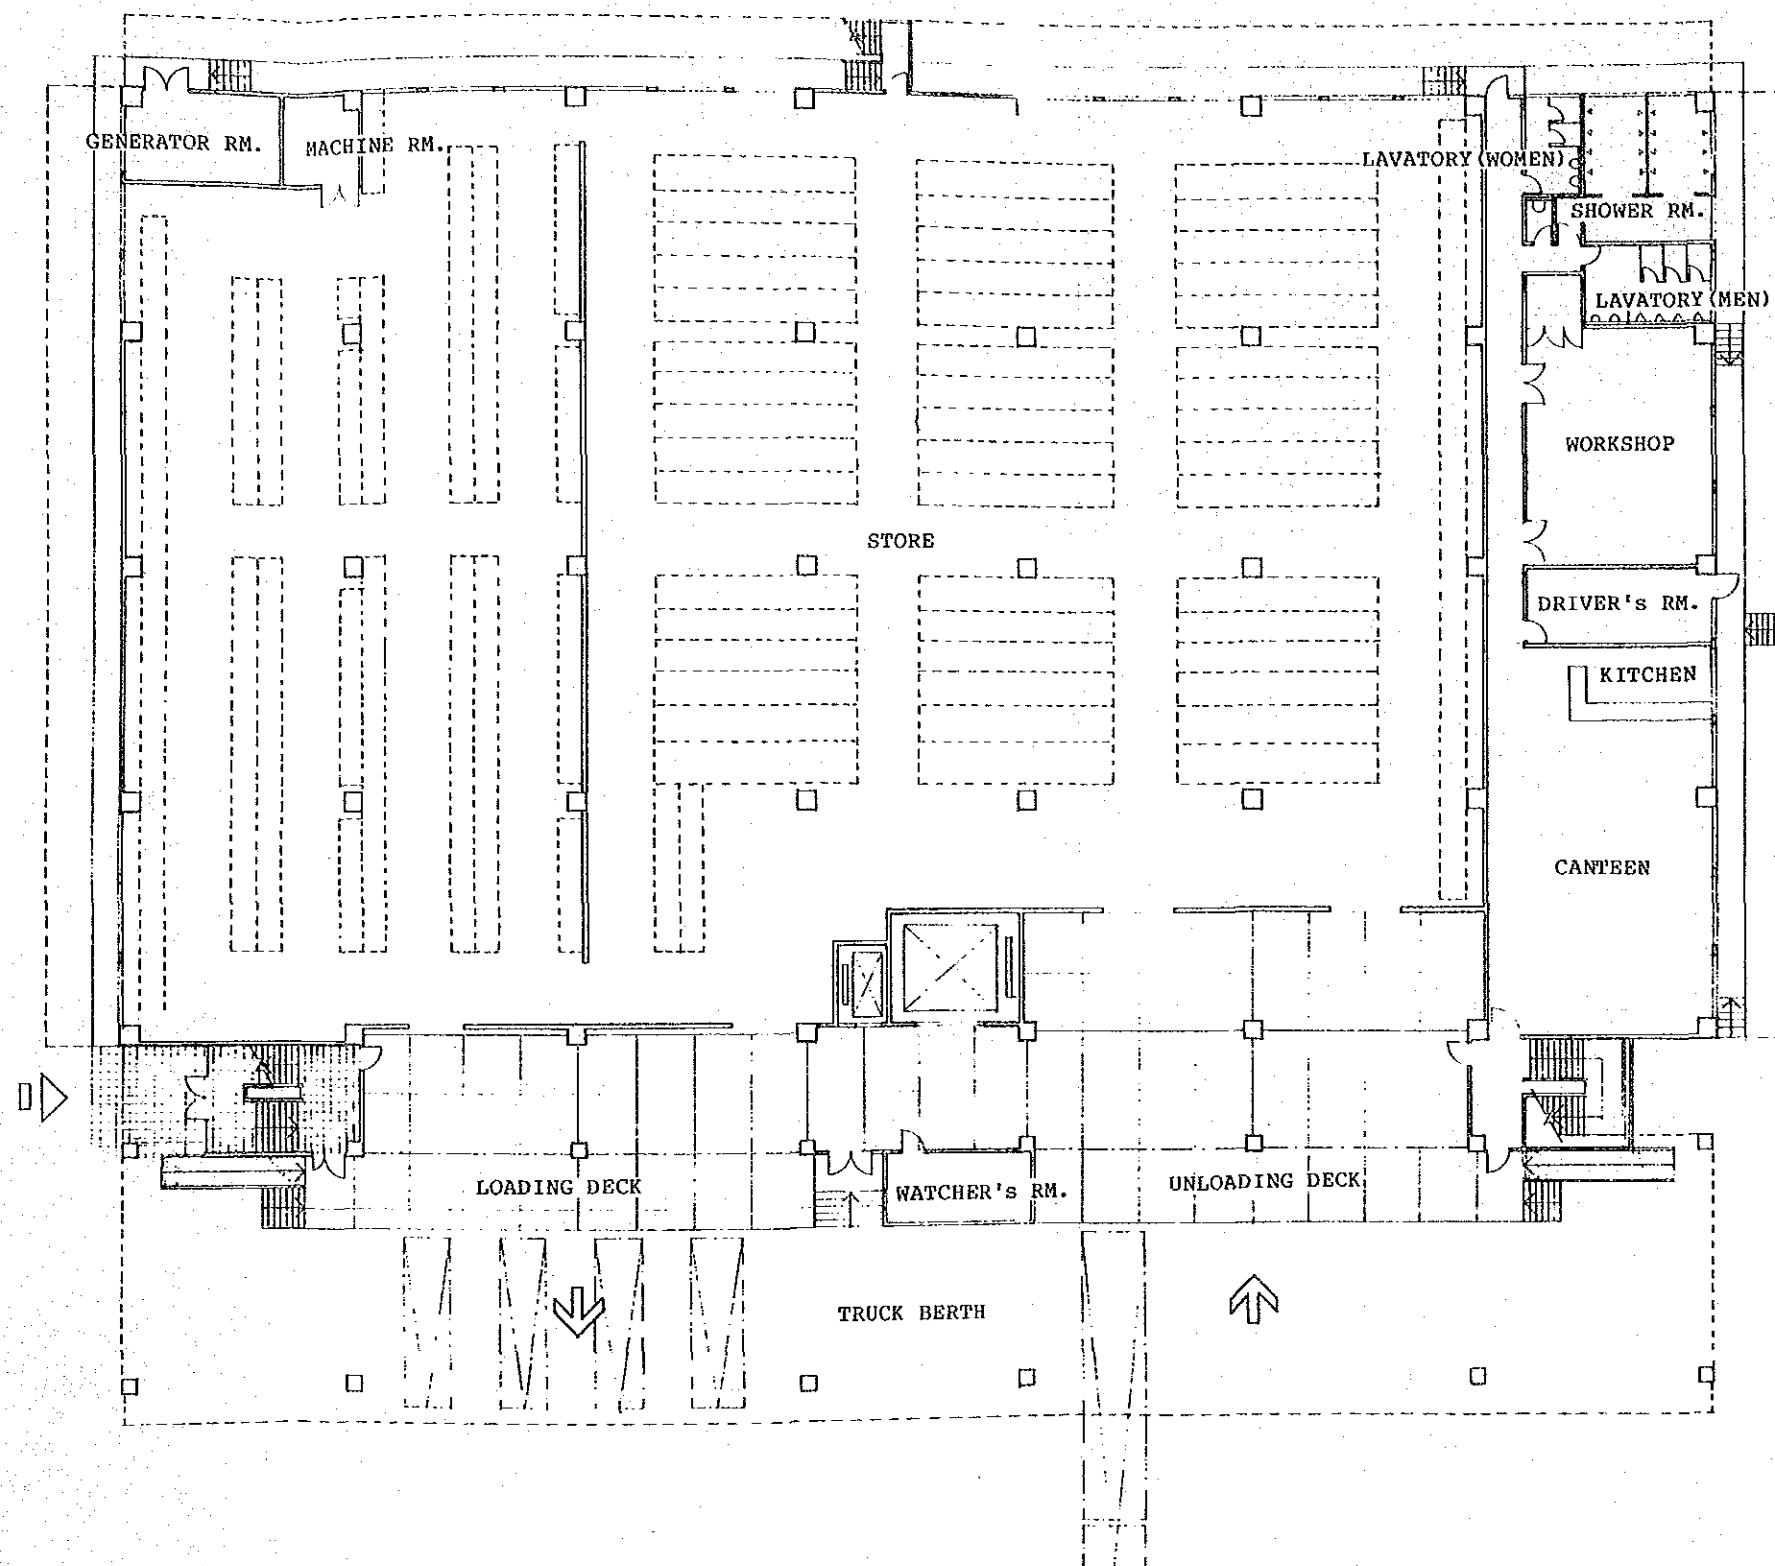 GENERATOR RM.
MACHINE RM.
LAVATORY(WOMEN)
SHOWER RM.
LAVATORY(MEN)
WORKSHOP
STORE
DRIVER's RM.
KITCHEN
CANTEEN
LOADING DECK
WATCHER's RM.
UNLOADING DECK
TRUCK BERTH